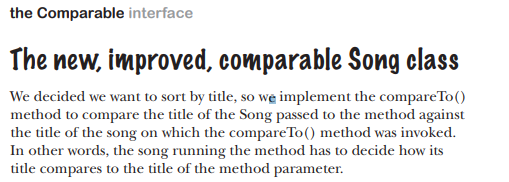 the Comparable interface
The new, improved, comparable Song class
We decided we want to sort by title, so we implement the compareTo()
method to compare the title of the Song passed to the method against
the title of the song on which the compareTo() method was invoked.
In other words, the song running the method has to decide how its
title compares to the title of the method parameter.